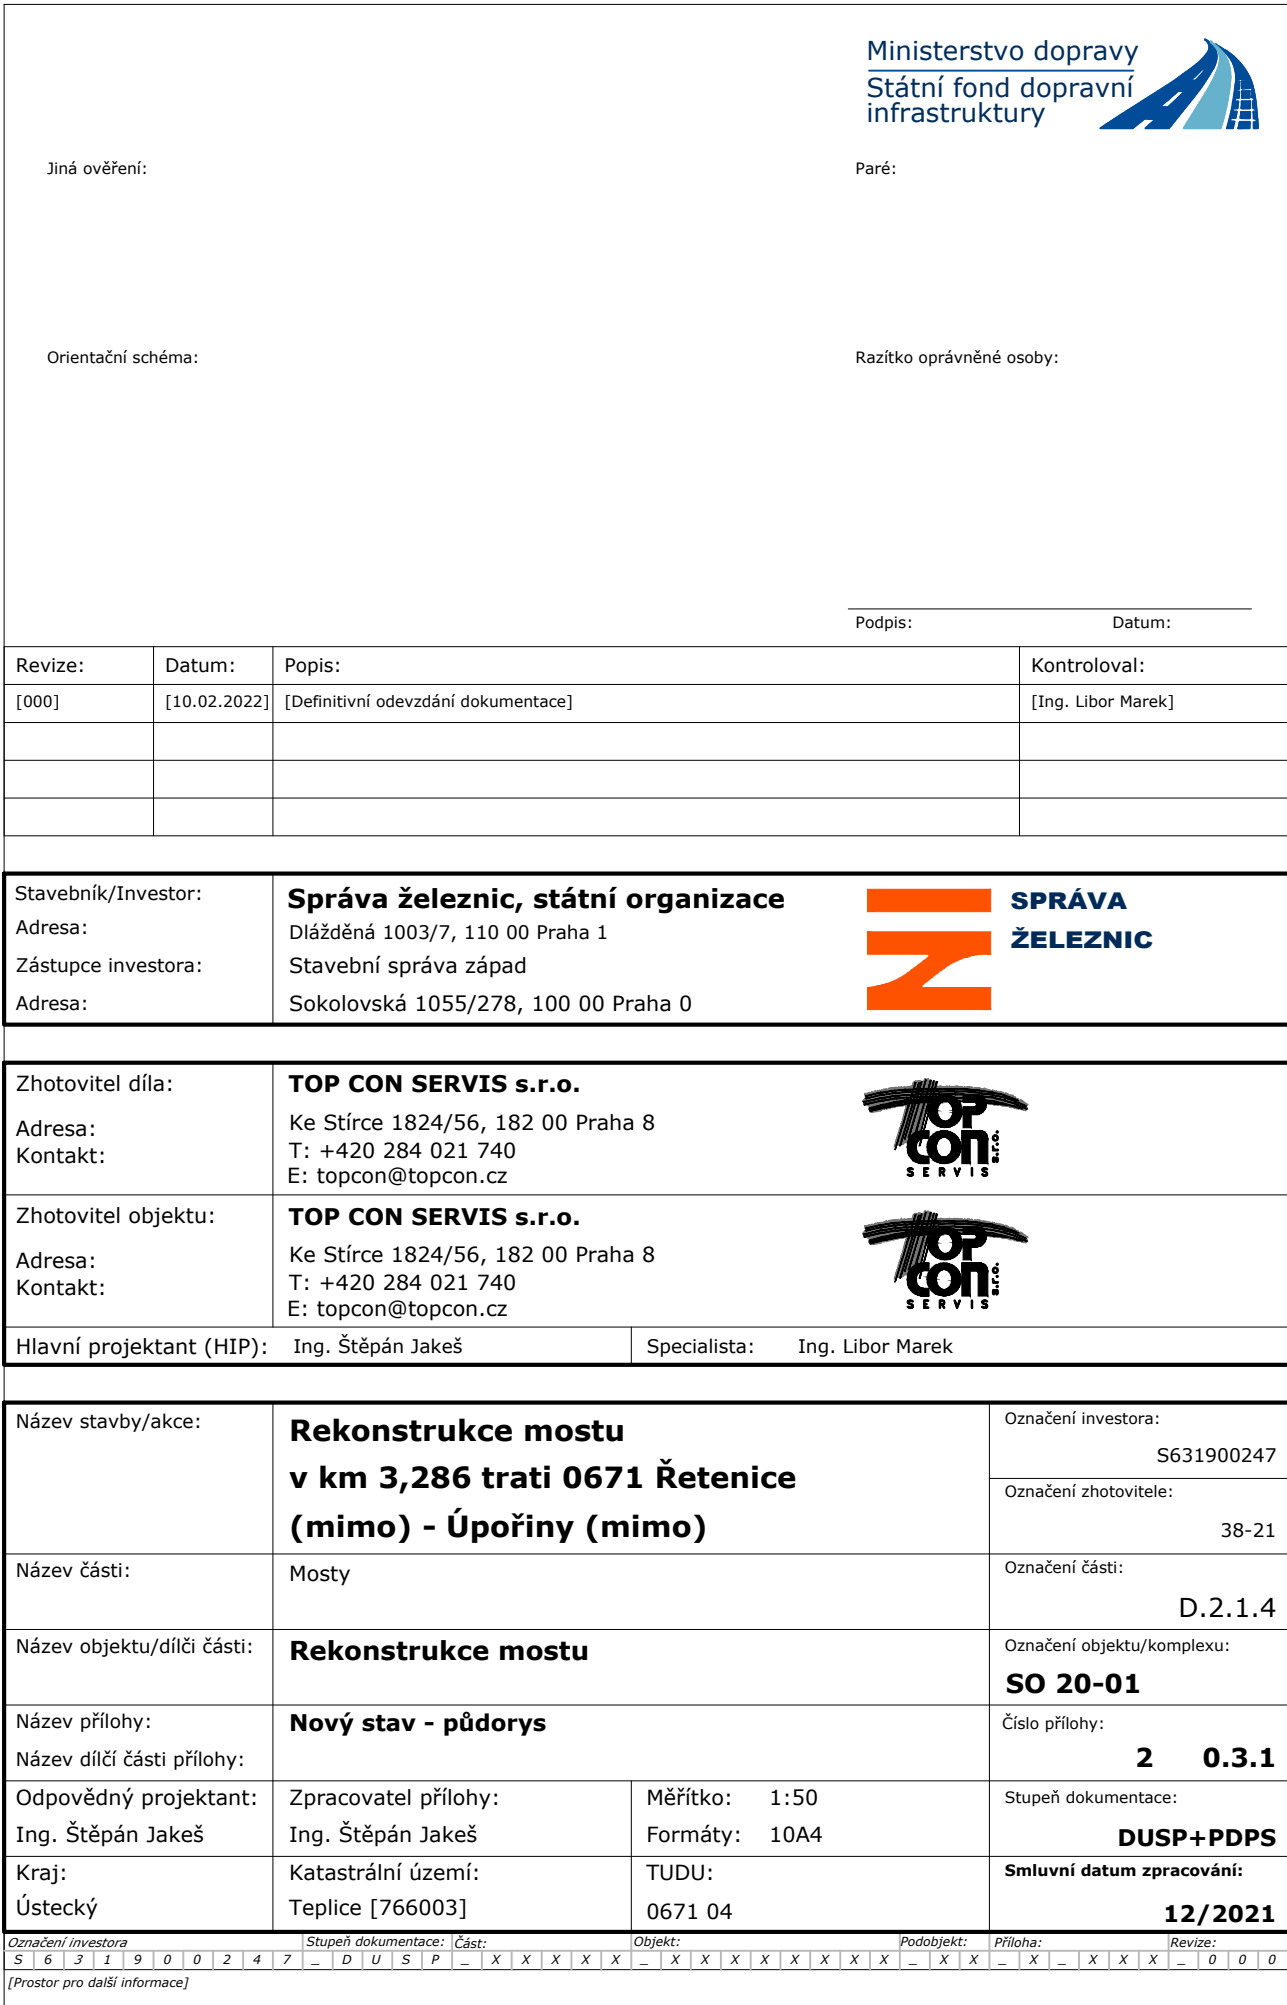 Ministerstvo dopravy
Státní fond dopravní
infrastruktury
Jiná ověření:
Paré:
Orientační schéma:
Razítko oprávněné osoby:
Podpis: Datum:
Revize: Datum: Popis: Kontroloval:
[000] [10.02.2022] [Definitivní odevzdání dokumentace] [Ing. Libor Marek]
Stavebník/Investor: Správa železnic, státní organizace
SPRÁVA
ŽELEZNIC
Adresa: Dlážděná 1003/7, 110 00 Praha 1
Zástupce investora: Stavební správa západ
Adresa: Sokolovská 1055/278, 100 00 Praha 0
Zhotovitel díla: TOP CON SERVIS s.r.o.
Adresa: Ke Stírce 1824/56, 182 00 Praha 8
Kontakt: T: +420 284 021 740
E: topcon@topcon.cz
TOP
CON s.r.o.
SERVIS
Zhotovitel objektu: TOP CON SERVIS s.r.o.
Adresa: Ke Stírce 1824/56, 182 00 Praha 8
Kontakt: T: +420 284 021 740
E: topcon@topcon.cz
TOP
CON s.r.o.
SERVIS
Hlavní projektant (HIP): Ing. Štěpán Jakeš Specialista: Ing. Libor Marek
Název stavby/akce: Rekonstrukce mostu
v km 3,286 trati 0671 Řetenice
(mimo) - Úpořiny (mimo)
Označení investora:
S631900247
Označení zhotovitele:
38-21
Název části: Mosty
Označení části:
D.2.1.4
Název objektu/dílči části: Rekonstrukce mostu
Označení objektu/komplexu:
SO 20-01
Název přílohy: Nový stav - půdorys
Název dílčí části přílohy:
Číslo přílohy:
2 0.3.1
Odpovědný projektant: Zpracovatel přílohy: Měřítko: 1:50
Ing. Štěpán Jakeš Ing. Štěpán Jakeš Formáty: 10A4
Stupeň dokumentace:
DUSP+PDPS
Kraj: Katastrální území: TUDU:
Ústecký Teplice [766003] 0671 04
Smluvní datum zpracování:
12/2021
Označení investora Stupeň dokumentace: Část: Objekt: Podobjekt: Příloha: Revize:
S 6 3 1 9 0 0 2 4 7 _ D U S P _ X X X X X _ X X X X X X X X _ X X _ X _ X X X _ 0 0 0
[Prostor pro další informace]